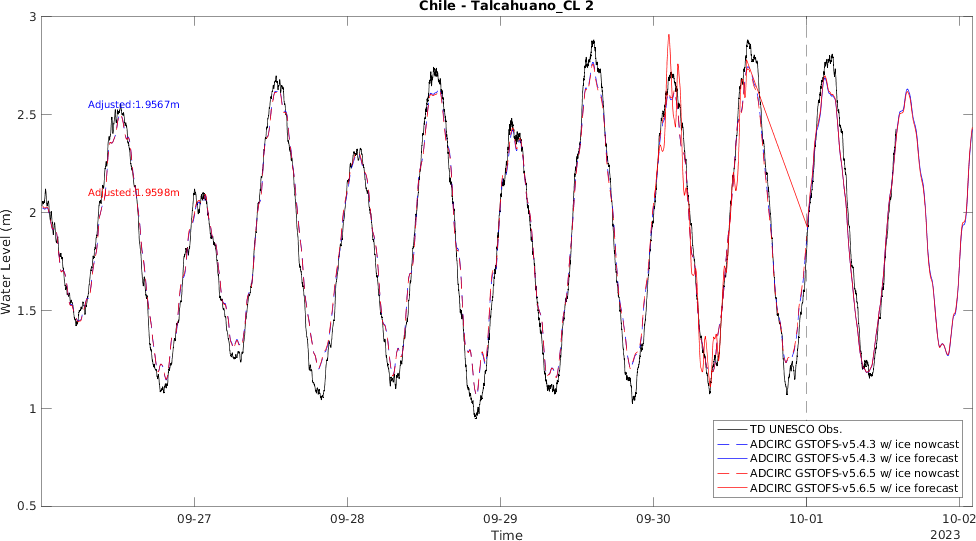 Chile - Talcahuano_CL 2
3
2.5
2
1.5
1
0.5
Water Level (m)
Adjusted:1.9567m
Adjusted:1.9598m
TD UNESCO Obs.
ADCIRC GSTOFS-v5.4.3 w/ ice nowcast
ADCIRC GSTOFS-v5.4.3 w/ ice forecast
ADCIRC GSTOFS-v5.6.5 w/ ice nowcast
ADCIRC GSTOFS-v5.6.5 w/ ice forecast
09-27
09-28
09-29
09-30
10-01
10-02
Time
2023